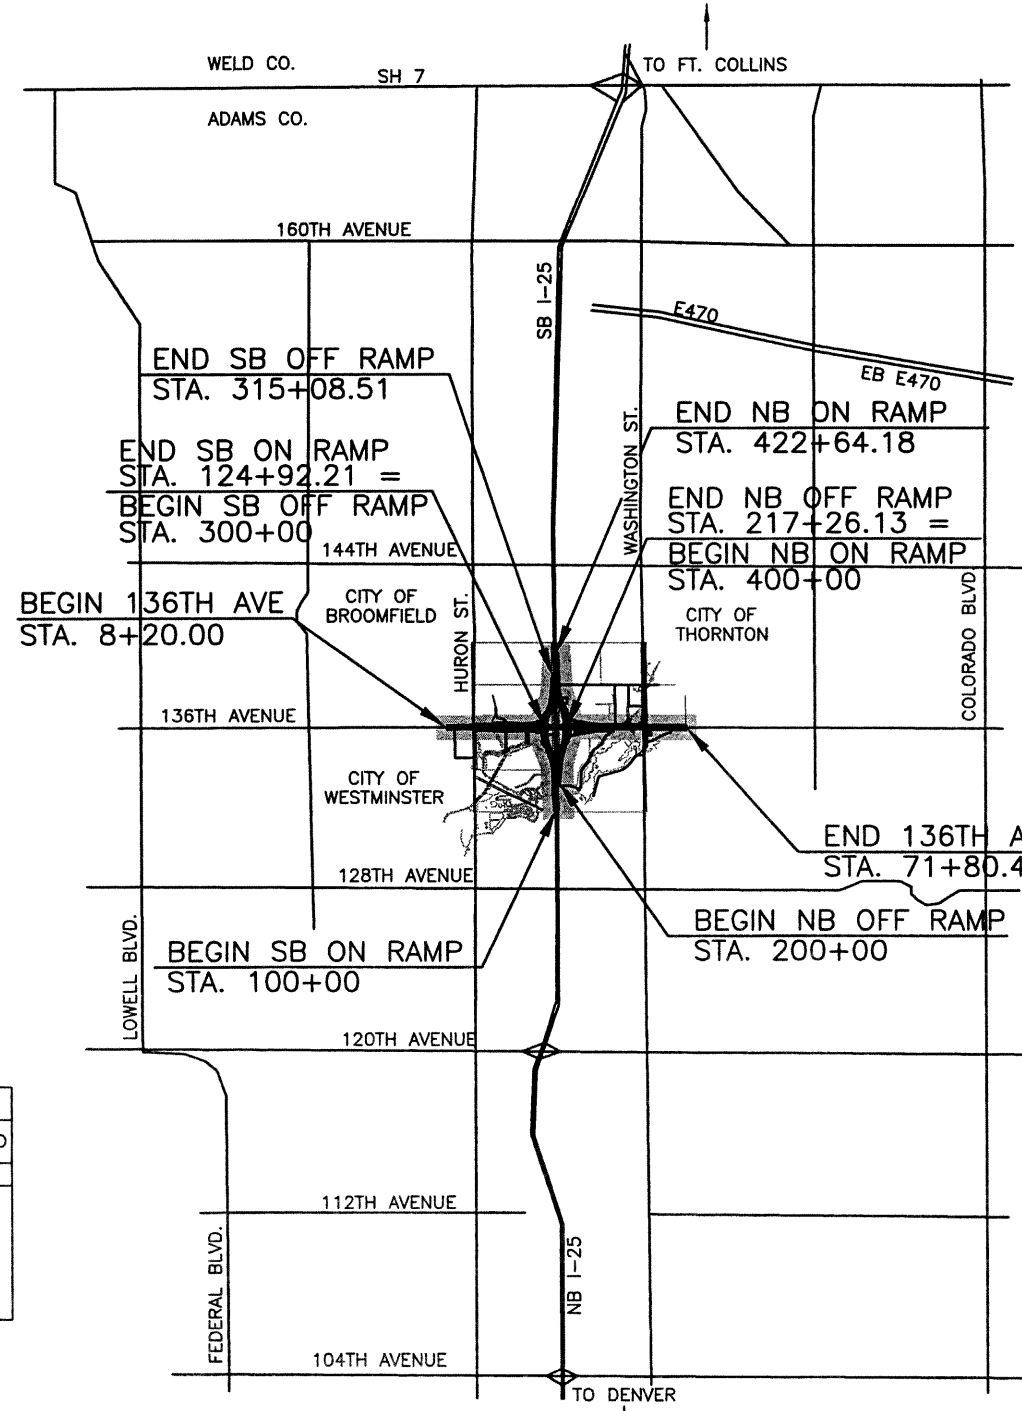 WELD CO.
SH 7
TO FT. COLLINS
ADAMS CO.
160TH AVENUE
SB I-25
E470
EB E470
END SB OFF RAMP
STA. 315+08.51
END NB ON RAMP
STA. 422+64.18
WASHINGTON ST.
END SB ON RAMP
STA. 124+92.21 =
BEGIN SB OFF RAMP
STA. 300+00
END NB OFF RAMP
STA. 217+26.13 =
BEGIN NB ON RAMP
STA. 400+00
144TH AVENUE
BEGIN 136TH AVE
STA. 8+20.00
CITY OF
BROOMFIELD
HURON ST.
CITY OF
THORNTON
COLORADO BLVD.
136TH AVENUE
CITY OF
WESTMINSTER
END 136TH A
STA. 71+80.4
128TH AVENUE
BEGIN NB OFF RAMP
STA. 200+00
BEGIN SB ON RAMP
STA. 100+00
LOWELL BLVD.
120TH AVENUE
112TH AVENUE
FEDERAL BLVD.
NB I-25
104TH AVENUE
TO DENVER